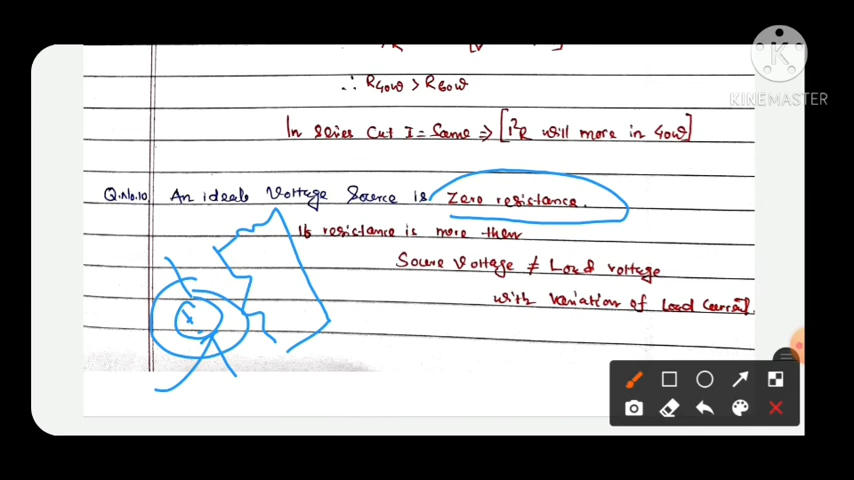 ∴ R40W > R60W
KINEMASTER
In Series Cut I = Same ⇒ [I²R will more in 40W]
Q.No.10 An ideal Voltage Source is Zero resistance.
If resistance is more then
Source Voltage ≠ Load voltage
with variation of Load Current.